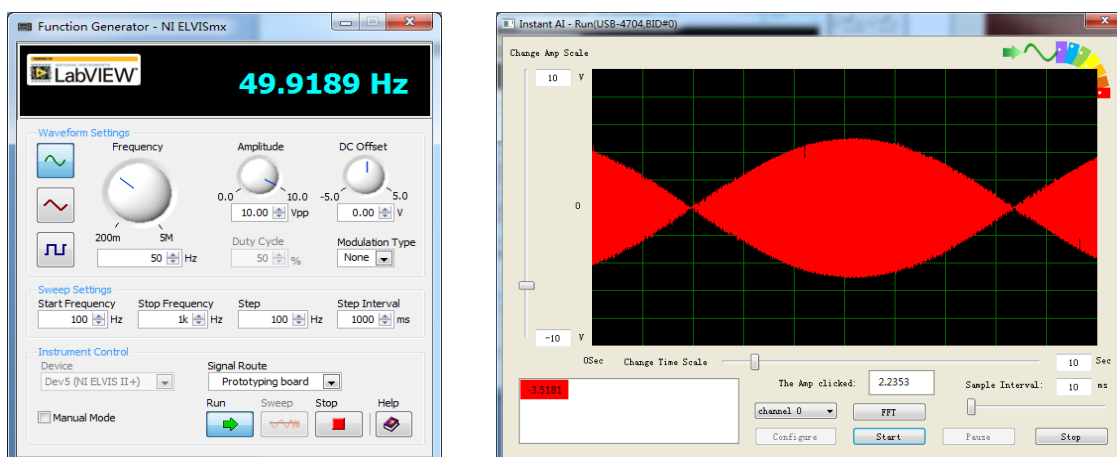 Function Generator - NI ELVISmx
LabVIEW
49.9189 Hz
Waveform Settings
Frequency
Amplitude
DC Offset
0.0
10.0
-5.0
5.0
10.00 Vpp
0.00 V
200m
5M
50 Hz
Duty Cycle
50 %
Modulation Type
None
Sweep Settings
Start Frequency
Stop Frequency
Step
Step Interval
100 Hz
1k Hz
100 Hz
1000 ms
Instrument Control
Device
Signal Route
Dev5 (NI ELVIS II+)
Prototyping board
Run
Sweep
Stop
Help
Manual Mode
Instant AI - Run(USB-4704,BID#0)
Change Amp Scale
10 V
0
-10 V
0Sec
Change Time Scale
10 Sec
-3.5181
The Amp clicked:
2.2353
Sample Interval:
10 ms
channel 0
FFT
Configure
Start
Pause
Stop